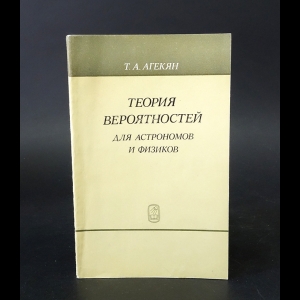 Т. А. АГЕКЯН
ТЕОРИЯ
ВЕРОЯТНОСТЕЙ
ДЛЯ АСТРОНОМОВ
И ФИЗИКОВ